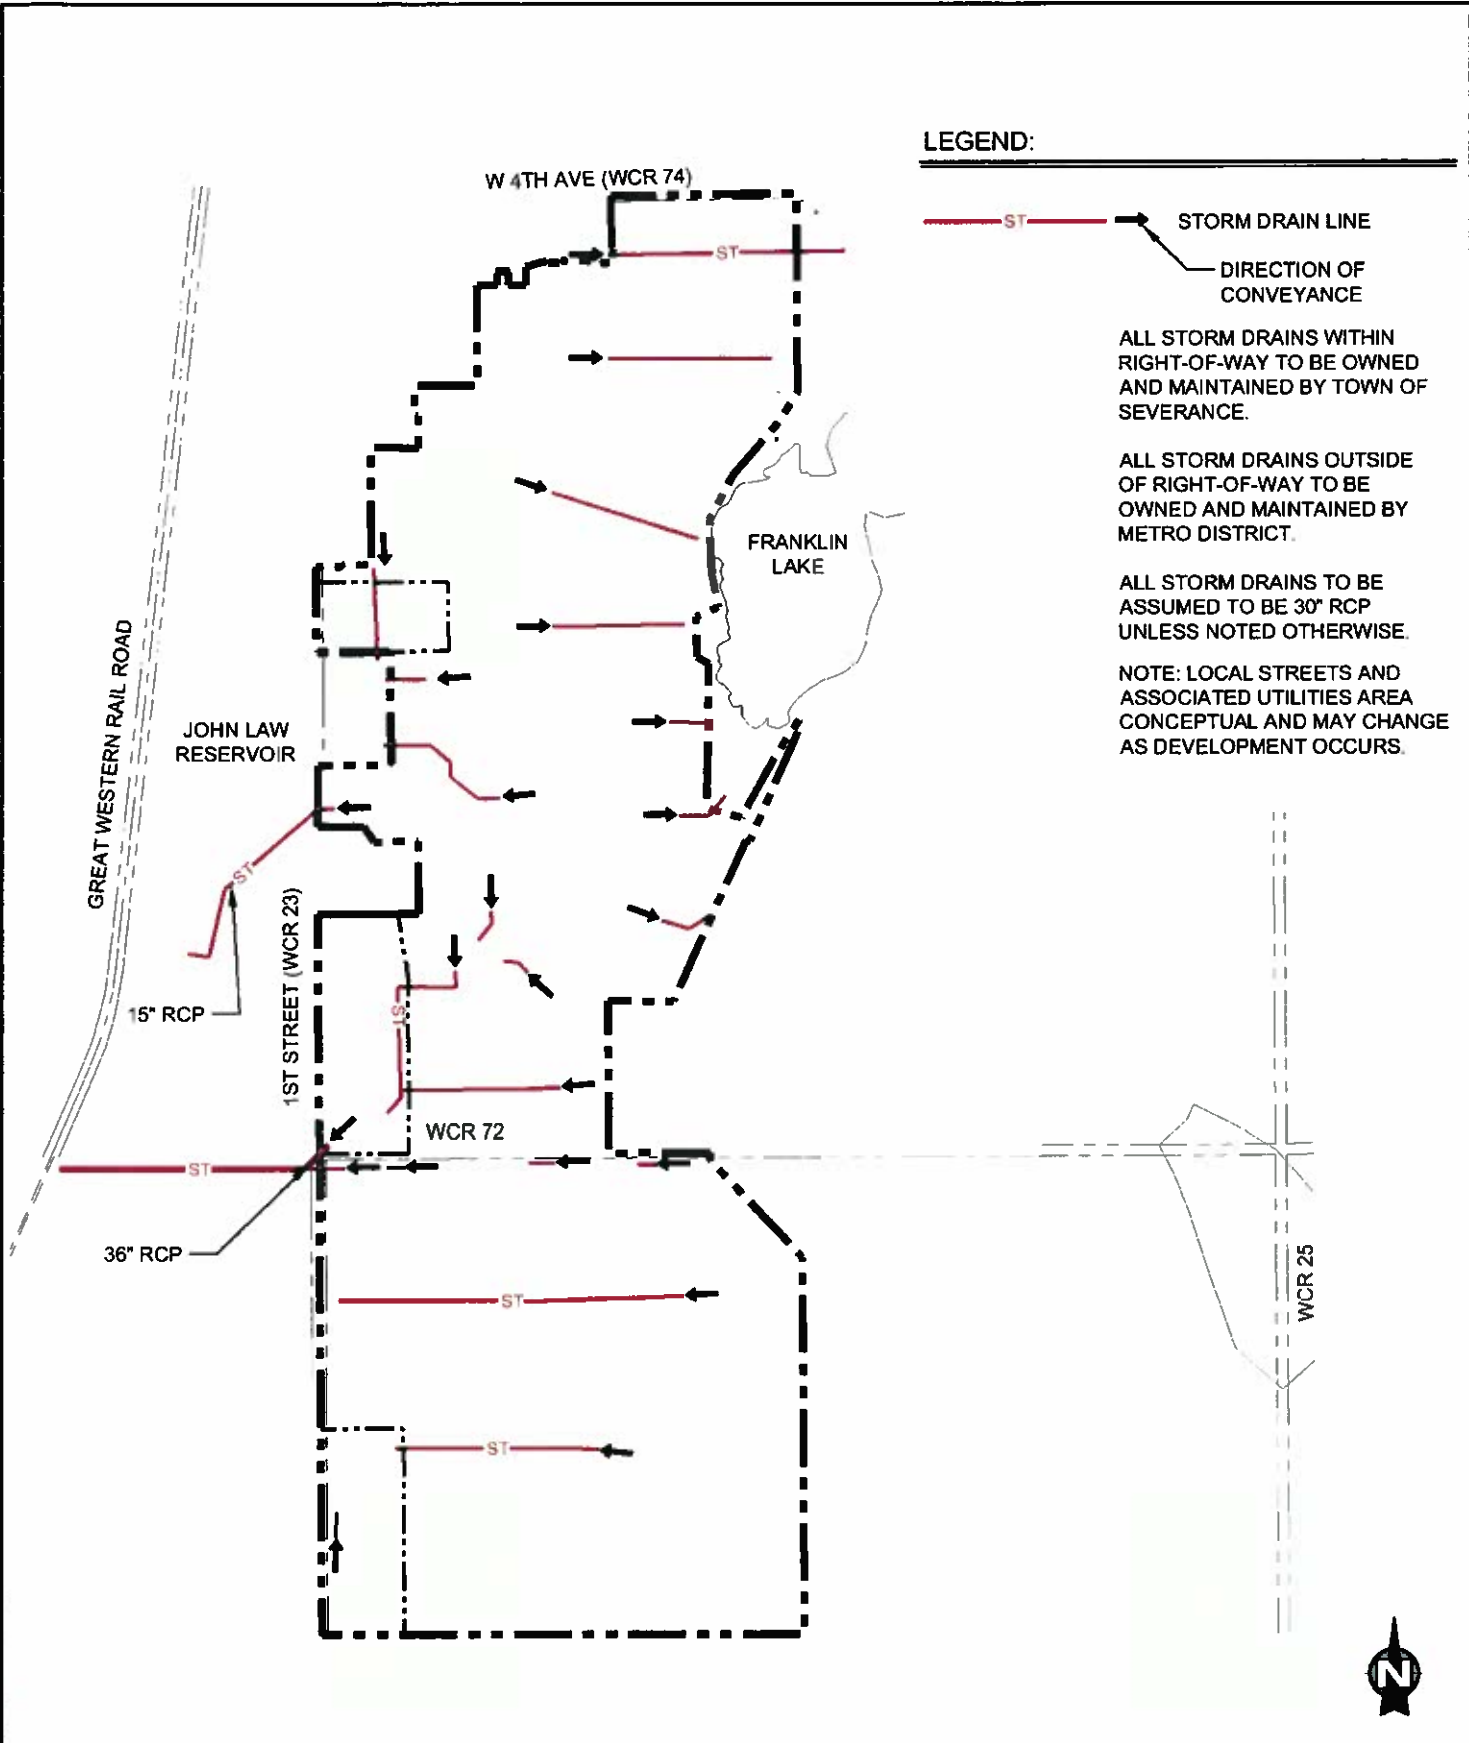 LEGEND:
W 4TH AVE (WCR 74)
ST
STORM DRAIN LINE
DIRECTION OF
CONVEYANCE
ST
ALL STORM DRAINS WITHIN
RIGHT-OF-WAY TO BE OWNED
AND MAINTAINED BY TOWN OF
SEVERANCE.
ALL STORM DRAINS OUTSIDE
OF RIGHT-OF-WAY TO BE
OWNED AND MAINTAINED BY
METRO DISTRICT.
ALL STORM DRAINS TO BE
ASSUMED TO BE 30" RCP
UNLESS NOTED OTHERWISE.
NOTE: LOCAL STREETS AND
ASSOCIATED UTILITIES AREA
CONCEPTUAL AND MAY CHANGE
AS DEVELOPMENT OCCURS.
FRANKLIN
LAKE
GREAT WESTERN RAIL ROAD
JOHN LAW
RESERVOIR
ST
1ST STREET (WCR 23)
15" RCP
ST
WCR 72
ST
36" RCP
WCR 25
ST
ST
N